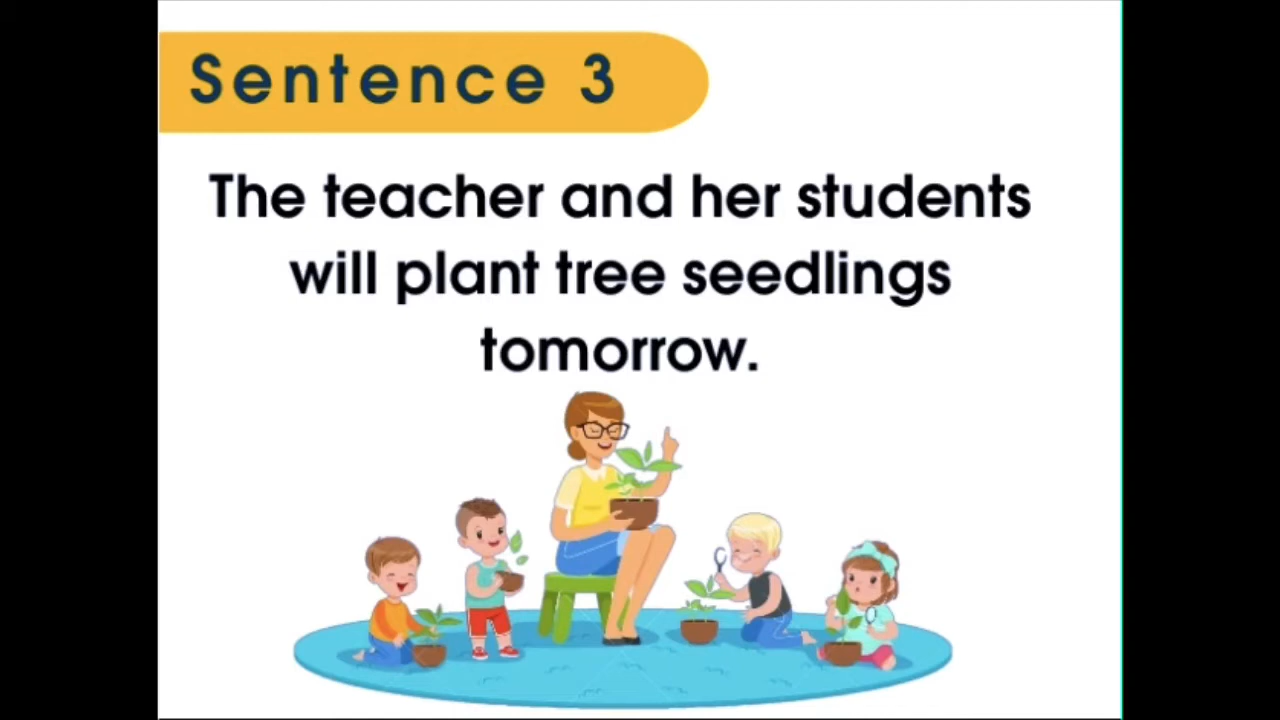 Sentence 3
The teacher and her students
will plant tree seedlings
tomorrow.